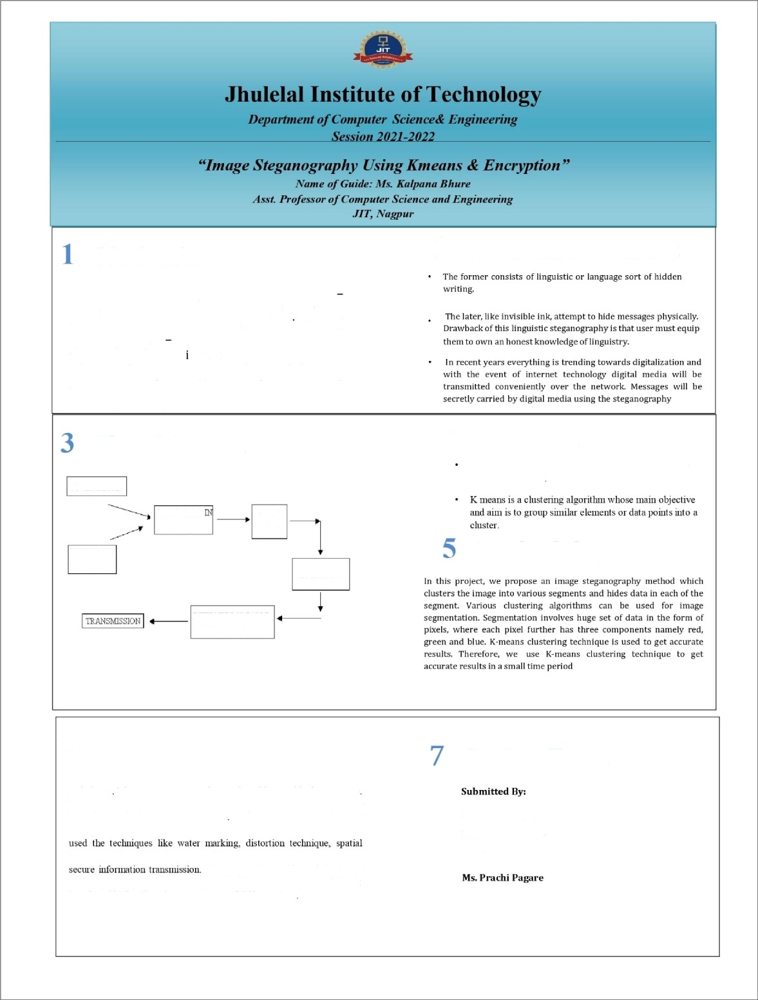 JIT
Jhulelal Institute of Technology
Department of Computer Science& Engineering
Session 2021-2022
“Image Steganography Using Kmeans & Encryption”
Name of Guide: Ms. Kalpana Bhure
Asst. Professor of Computer Science and Engineering
JIT, Nagpur
1
i
• The former consists of linguistic or language sort of hidden
writing.
• The later, like invisible ink, attempt to hide messages physically.
Drawback of this linguistic steganography is that user must equip
them to own an honest knowledge of linguistry.
• In recent years everything is trending towards digitalization and
with the event of internet technology digital media will be
transmitted conveniently over the network. Messages will be
secretly carried by digital media using the steganography
3
IN
TRANSMISSION
• K means is a clustering algorithm whose main objective
and aim is to group similar elements or data points into a
cluster.
5
In this project, we propose an image steganography method which
clusters the image into various segments and hides data in each of the
segment. Various clustering algorithms can be used for image
segmentation. Segmentation involves huge set of data in the form of
pixels, where each pixel further has three components namely red,
green and blue. K-means clustering technique is used to get accurate
results. Therefore, we use K-means clustering technique to get
accurate results in a small time period
used the techniques like water marking, distortion technique, spatial
secure information transmission.
7
Submitted By:
Ms. Prachi Pagare